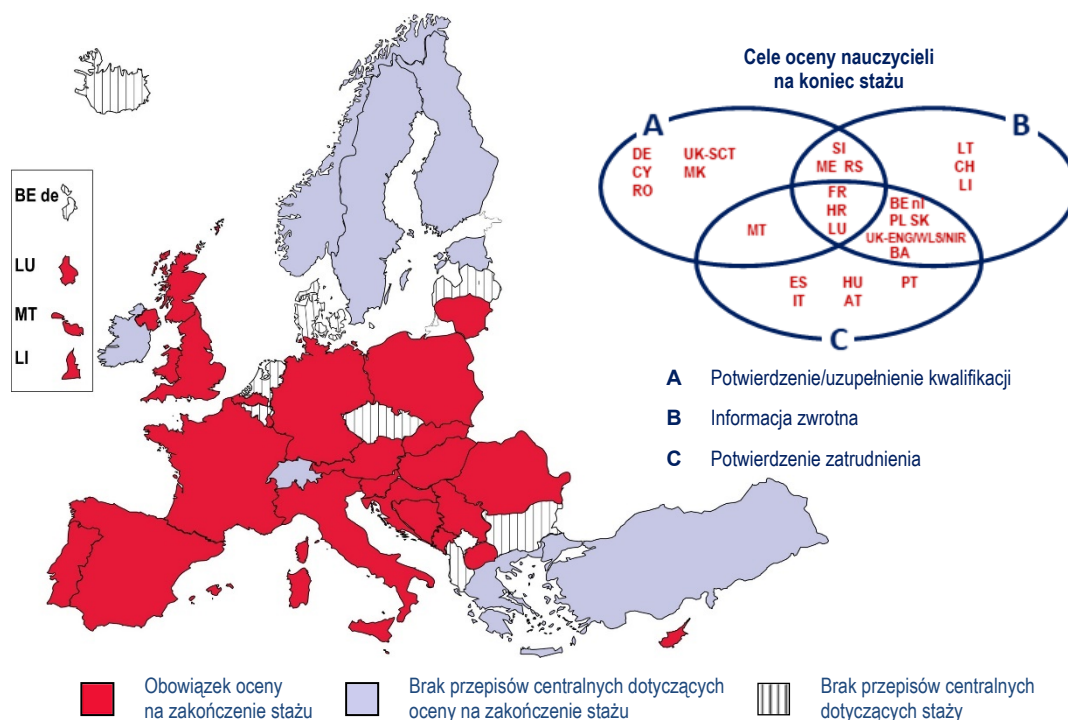 Cele oceny nauczycieli
na koniec stażu
A
B
DE UK-SCT
CY MK
RO
SI
ME RS
LT
CH
LI
FR
HR
LU
BE nl
PL SK
UK-ENG/WLS/NIR
BA
MT
ES HU PT
IT AT
C
A Potwierdzenie/uzupełnienie kwalifikacji
B Informacja zwrotna
C Potwierdzenie zatrudnienia
BE de
LU
MT
LI
Obowiązek oceny
na zakończenie stażu
Brak przepisów centralnych dotyczących
oceny na zakończenie stażu
Brak przepisów centralnych
dotyczących staży